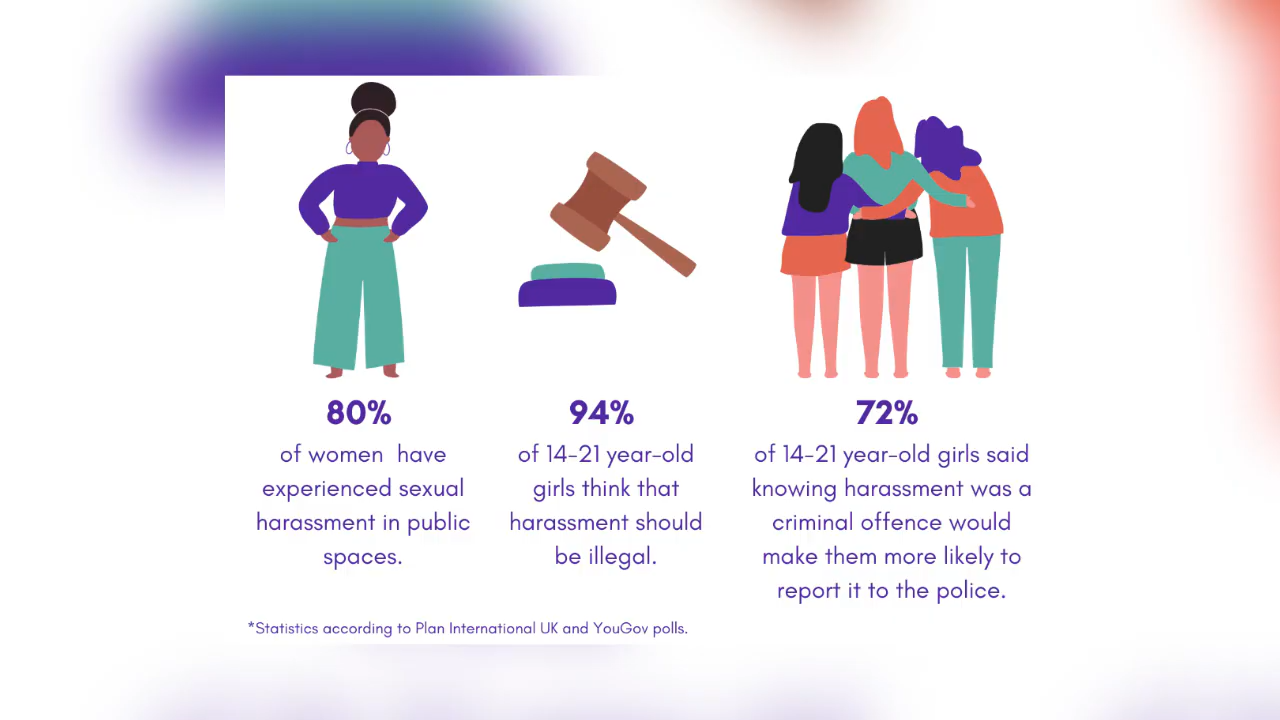 80%
of women have
experienced sexual
harassment in public
spaces.
94%
of 14-21 year-old
girls think that
harassment should
be illegal.
72%
of 14-21 year-old girls said
knowing harassment was a
criminal offence would
make them more likely to
report it to the police.
*Statistics according to Plan International UK and YouGov polls.